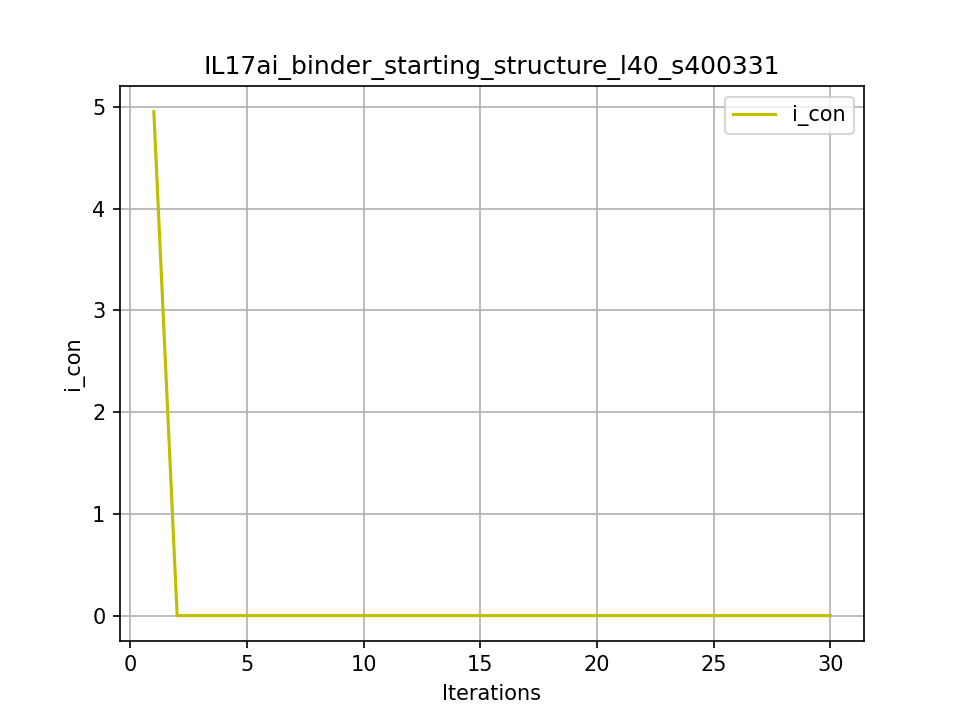 IL17ai_binder_starting_structure_l40_s400331
i_con
5
4
3
2
1
0
i_con
0 5 10 15 20 25 30
Iterations